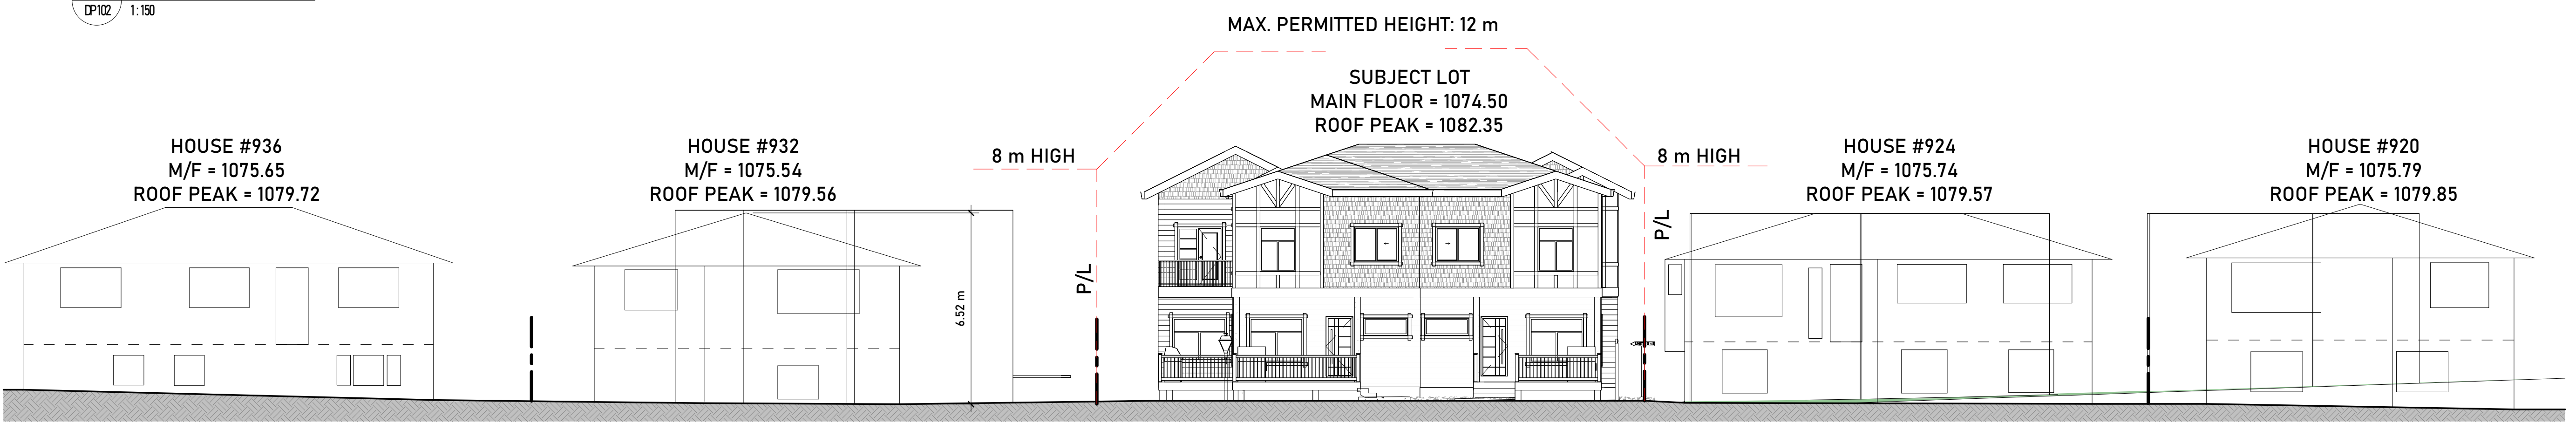 DP102 1:150
MAX. PERMITTED HEIGHT: 12 m
SUBJECT LOT
MAIN FLOOR = 1074.50
ROOF PEAK = 1082.35
HOUSE #936
M/F = 1075.65
ROOF PEAK = 1079.72
HOUSE #932
M/F = 1075.54
ROOF PEAK = 1079.56
8 m HIGH
8 m HIGH
HOUSE #924
M/F = 1075.74
ROOF PEAK = 1079.57
HOUSE #920
M/F = 1075.79
ROOF PEAK = 1079.85
6.52 m
P/L
P/L